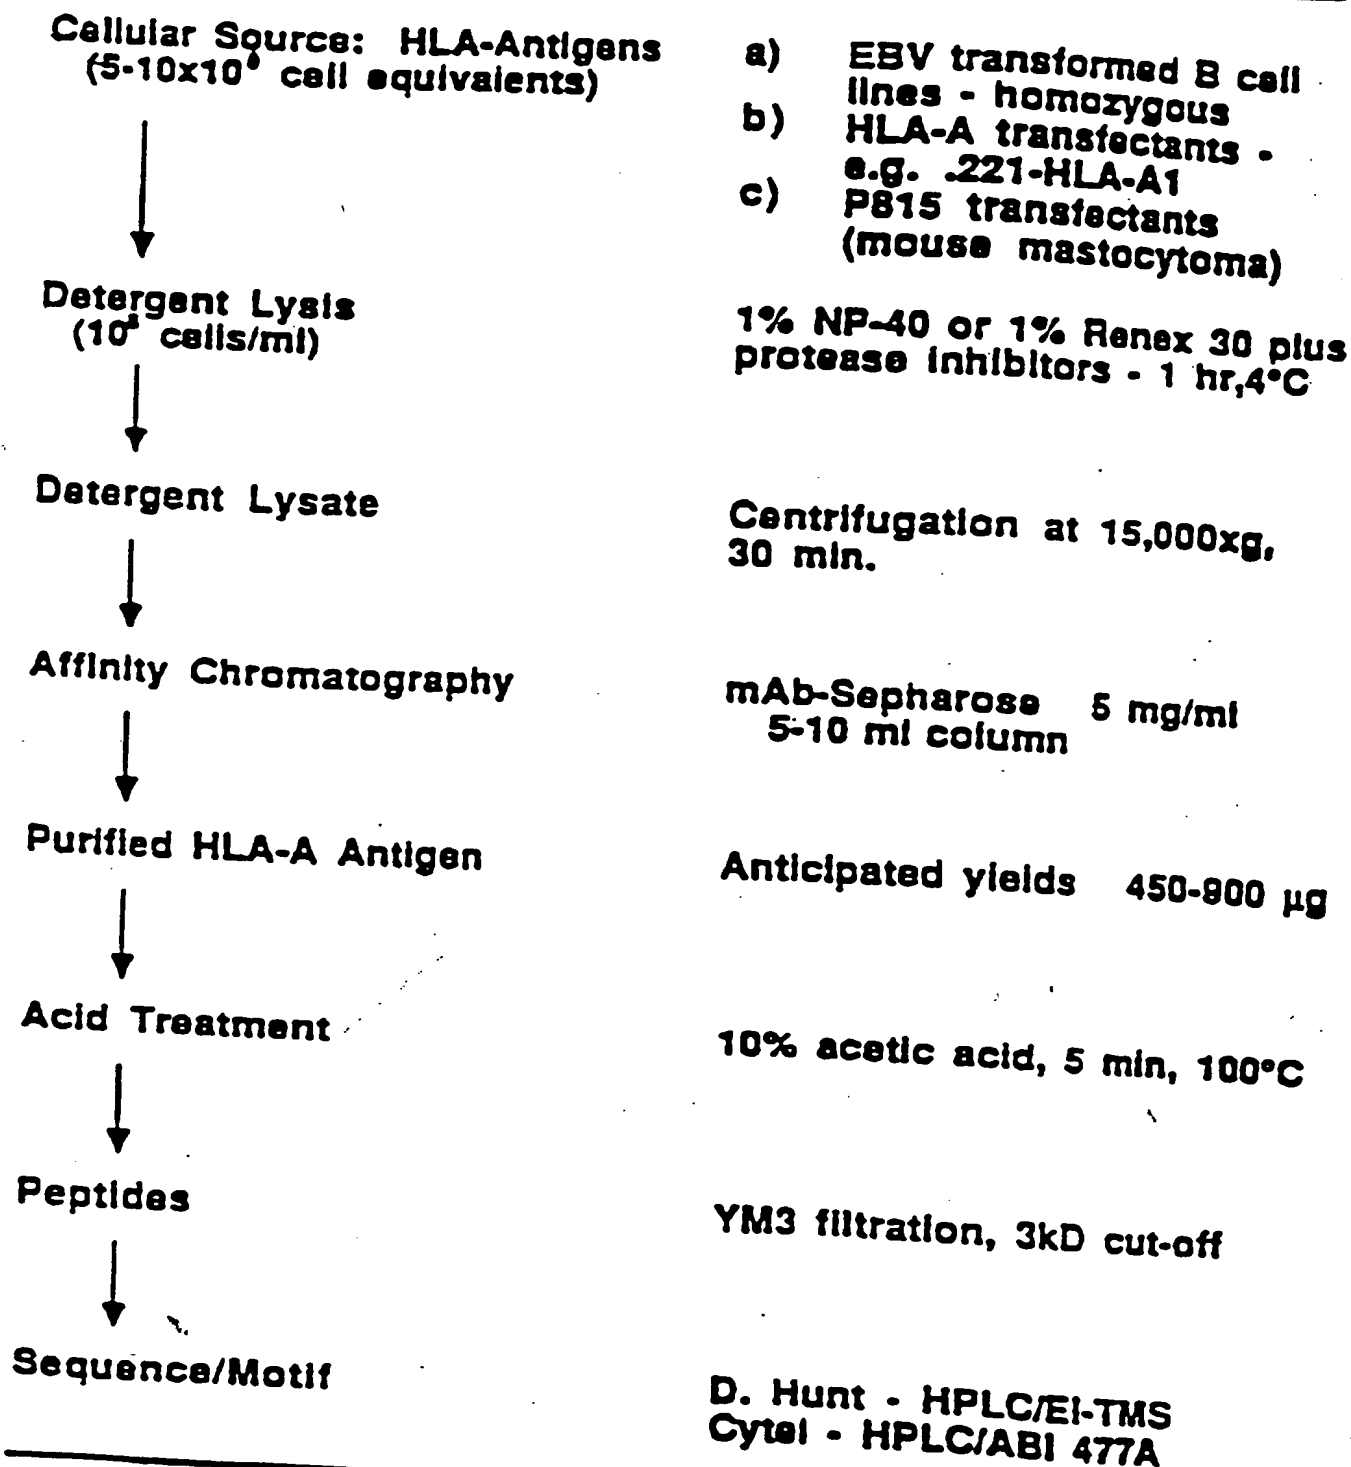 Cellular Source: HLA-Antigens
(5-10x10⁹ cell equivalents)
a) EBV transformed B cell
lines - homozygous
b) HLA-A transfectants -
e.g. .221-HLA-A1
c) P815 transfectants
(mouse mastocytoma)
Detergent Lysis
(10⁸ cells/ml)
1% NP-40 or 1% Renex 30 plus
protease inhibitors - 1 hr,4°C
Detergent Lysate
Centrifugation at 15,000xg,
30 min.
Affinity Chromatography
mAb-Sepharose 5 mg/ml
5-10 ml column
Purified HLA-A Antigen
Anticipated yields 450-900 µg
Acid Treatment
10% acetic acid, 5 min, 100°C
Peptides
YM3 filtration, 3kD cut-off
Sequence/Motif
D. Hunt - HPLC/EI-TMS
Cytel - HPLC/ABI 477A